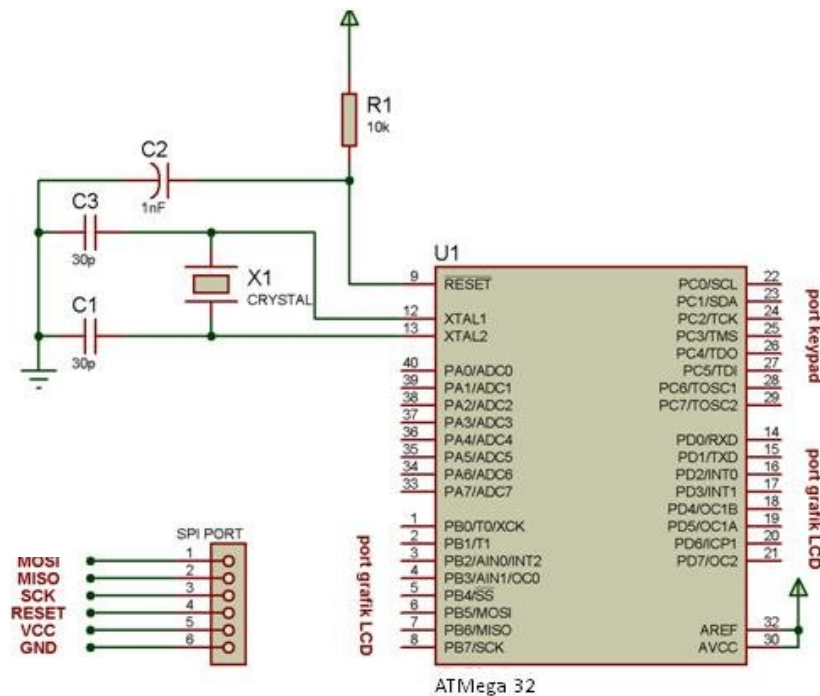 R1
10k
C2
1nF
C3
30p
X1
CRYSTAL
C1
30p
U1
9 RESET
12 XTAL1
13 XTAL2
40 PA0/ADC0
39 PA1/ADC1
38 PA2/ADC2
37 PA3/ADC3
36 PA4/ADC4
35 PA5/ADC5
34 PA6/ADC6
33 PA7/ADC7
1 PB0/T0/XCK
2 PB1/T1
3 PB2/AIN0/INT2
4 PB3/AIN1/OC0
5 PB4/SS
6 PB5/MOSI
7 PB6/MISO
8 PB7/SCK
PC0/SCL 22
PC1/SDA 23
PC2/TCK 24
PC3/TMS 25
PC4/TDO 26
PC5/TDI 27
PC6/TOSC1 28
PC7/TOSC2 29
PD0/RXD 14
PD1/TXD 15
PD2/INT0 16
PD3/INT1 17
PD4/OC1B 18
PD5/OC1A 19
PD6/ICP1 20
PD7/OC2 21
AREF 32
AVCC 30
port keypad
port grafik LCD
port grafik LCD
SPI PORT
MOSI 1
MISO 2
SCK 3
RESET 4
VCC 5
GND 6
ATMega 32